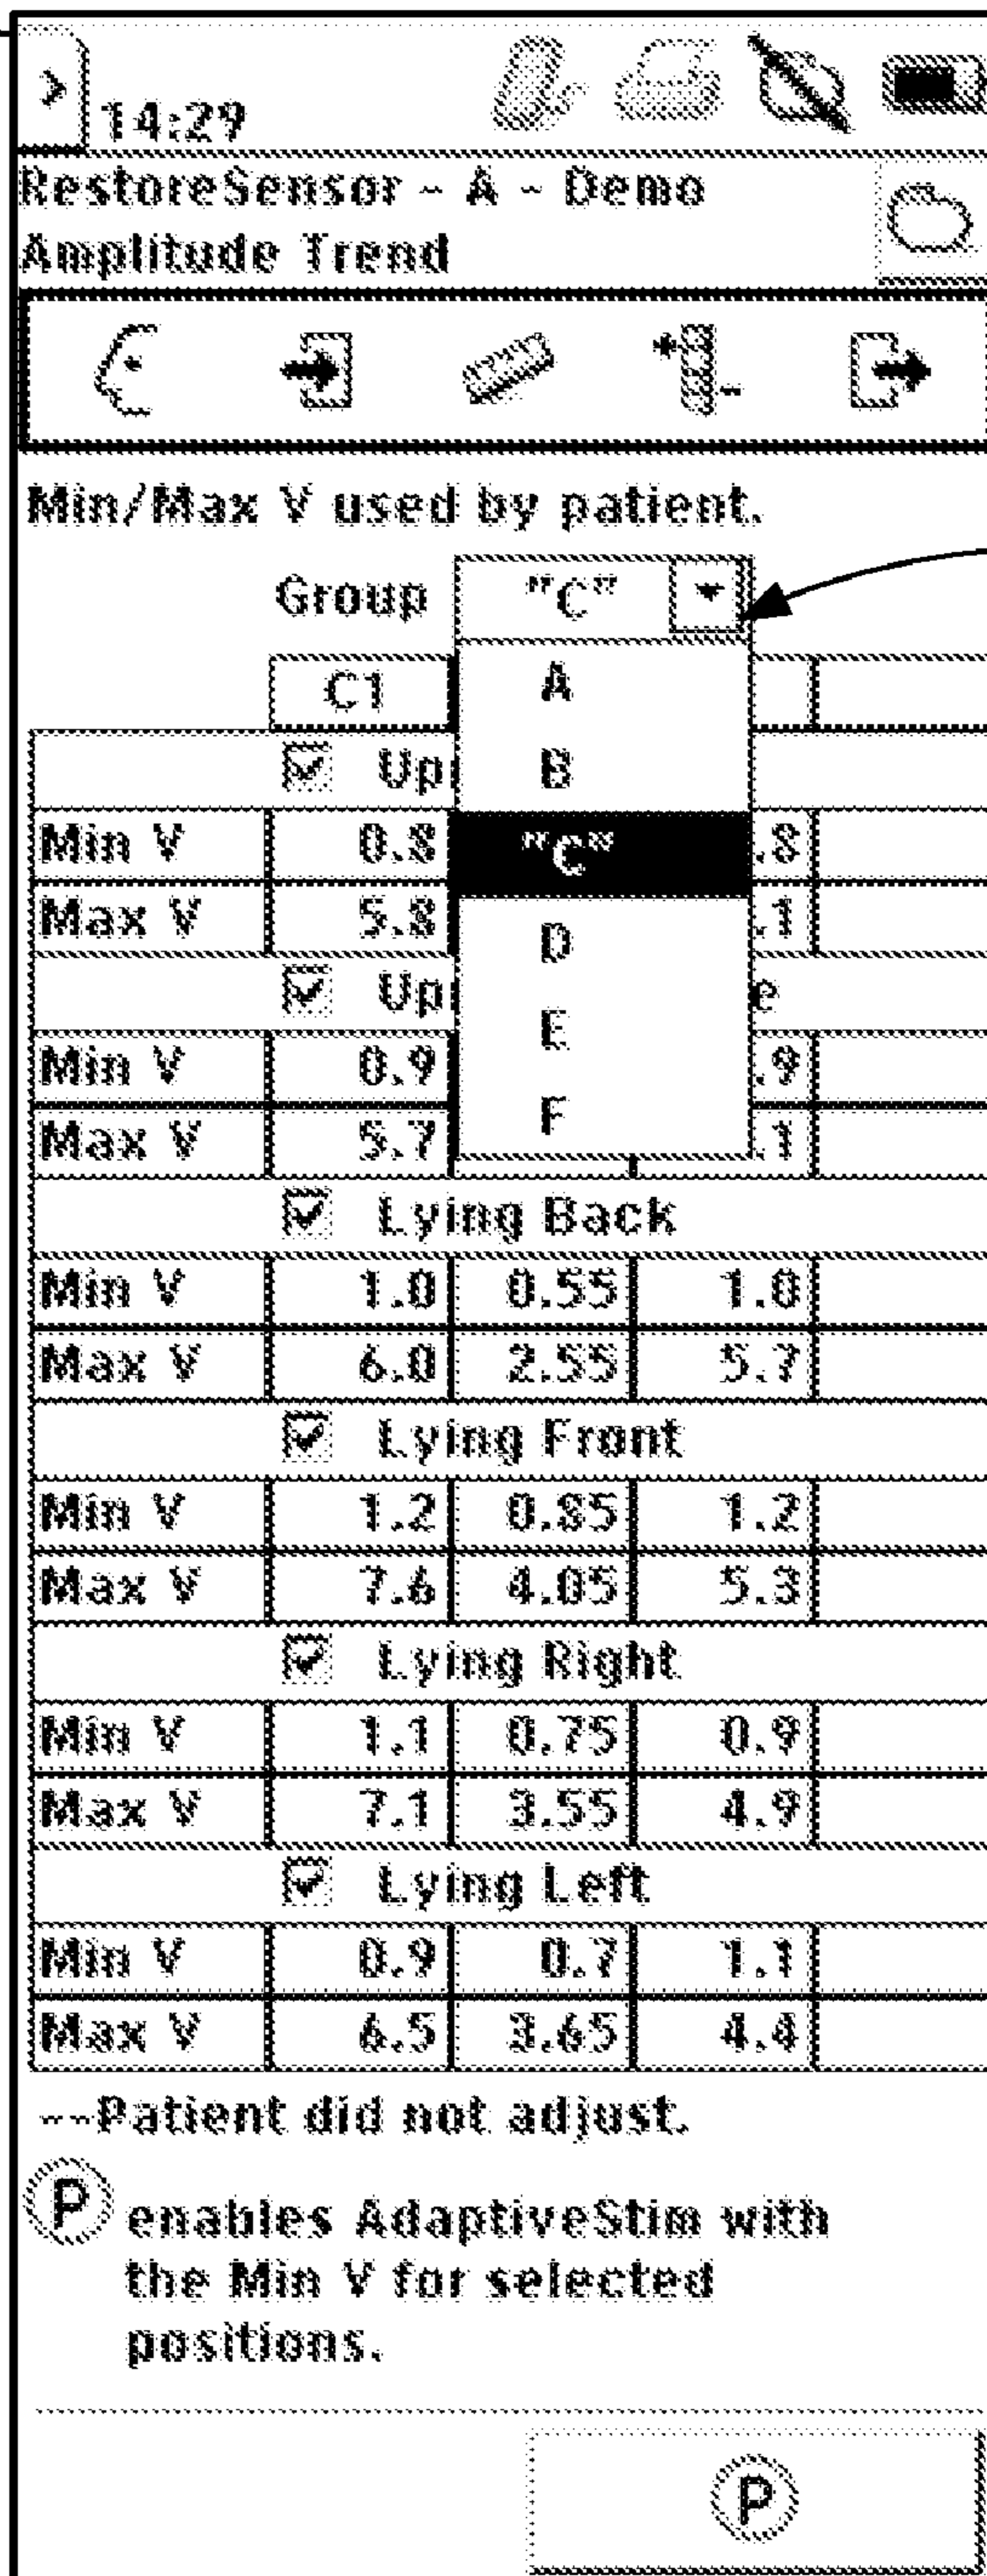 14:29
RestoreSensor - A - Demo
Amplitude Trend
Min/Max V used by patient.
Group "C"
C1 A
Up B
Min V 0.8 "C" .8
Max V 5.8 D .1
Up e
Min V 0.9 E .9
Max V 5.7 F .1
Lying Back
Min V 1.0 0.55 1.0
Max V 6.0 2.55 5.7
Lying Front
Min V 1.2 0.85 1.2
Max V 7.6 4.05 5.3
Lying Right
Min V 1.1 0.75 0.9
Max V 7.1 3.55 4.9
Lying Left
Min V 0.9 0.7 1.1
Max V 6.5 3.65 4.4
--Patient did not adjust.
P enables AdaptiveStim with
the Min V for selected
positions.
P